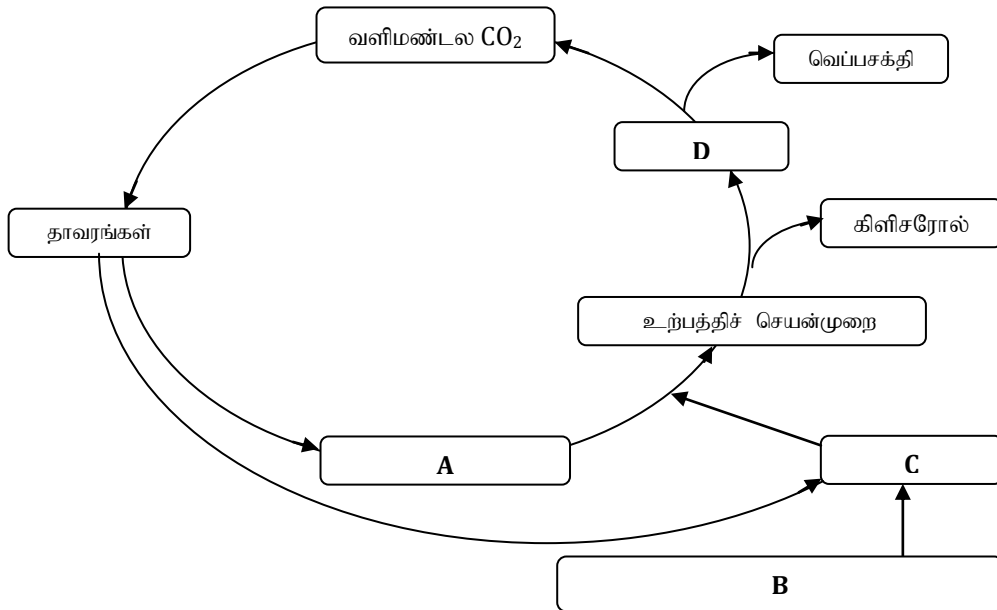 வளிமண்டல CO₂
வெப்பசக்தி
D
தாவரங்கள்
கிளிசரோல்
உற்பத்திச் செயன்முறை
A
C
B